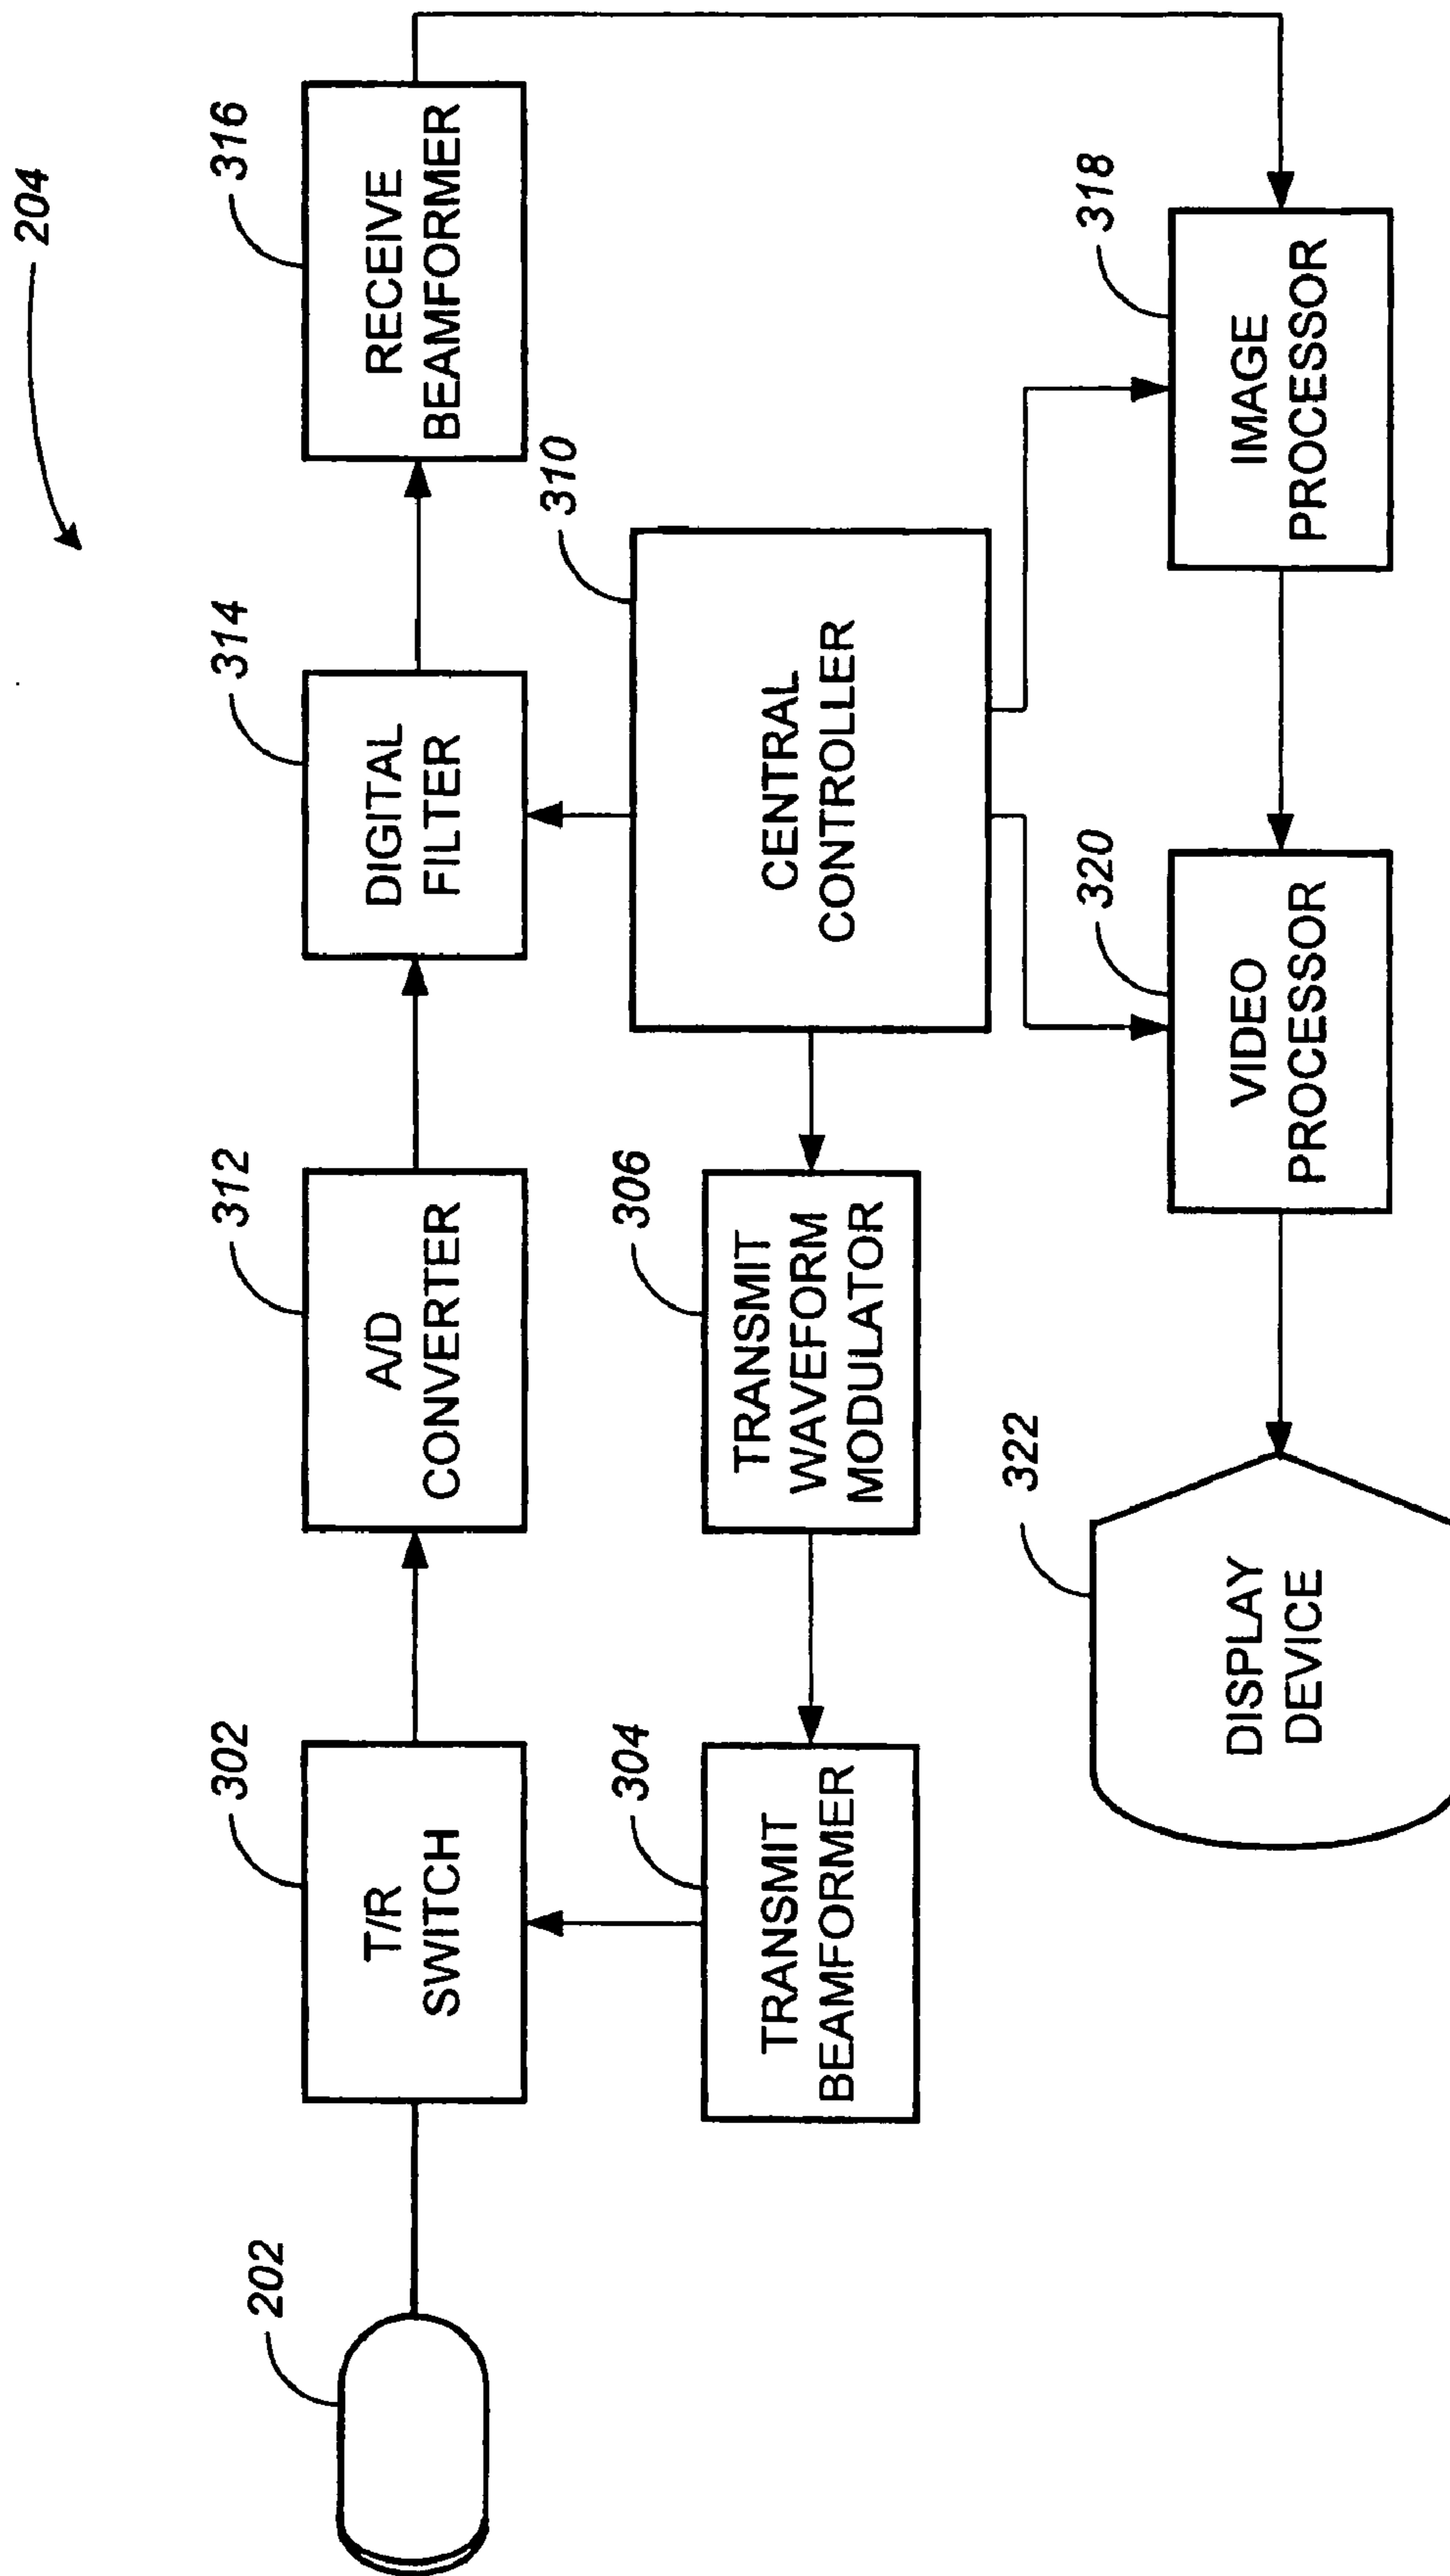 204
202
302
T/R
SWITCH
312
A/D
CONVERTER
314
DIGITAL
FILTER
316
RECEIVE
BEAMFORMER
304
TRANSMIT
BEAMFORMER
306
TRANSMIT
WAVEFORM
MODULATOR
310
CENTRAL
CONTROLLER
322
DISPLAY
DEVICE
320
VIDEO
PROCESSOR
318
IMAGE
PROCESSOR